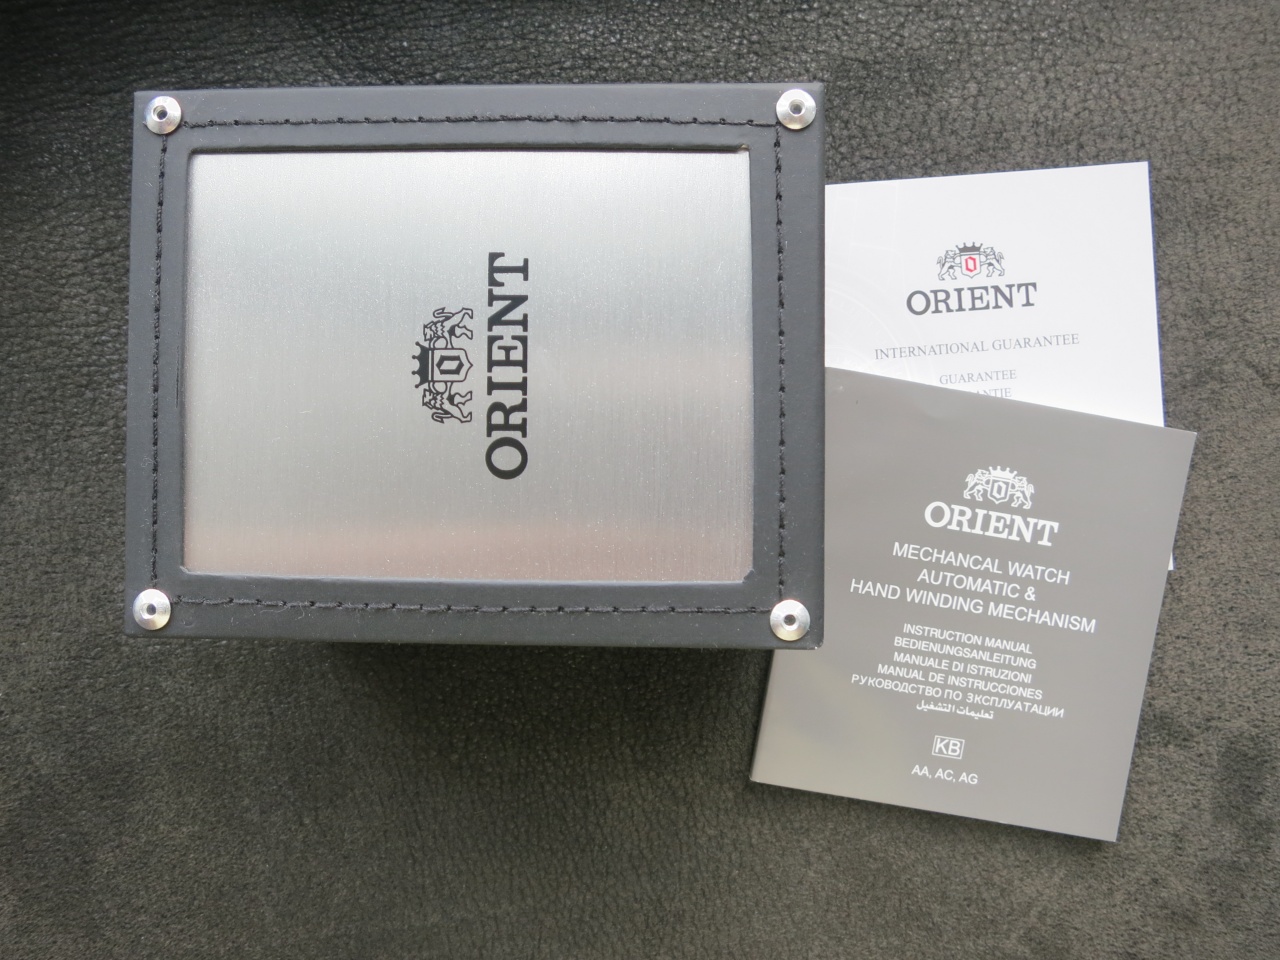 ORIENT
ORIENT
INTERNATIONAL GUARANTEE
GUARANTEE
ORIENT
MECHANCAL WATCH
AUTOMATIC &
HAND WINDING MECHANISM
INSTRUCTION MANUAL
BEDIENUNGSANLEITUNG
MANUALE DI ISTRUZIONI
MANUAL DE INSTRUCCIONES
РУКОВОДСТВО ПО ЗКСПЛУАТАЦИИ
تعليمات التشغيل
KB
AA, AC, AG